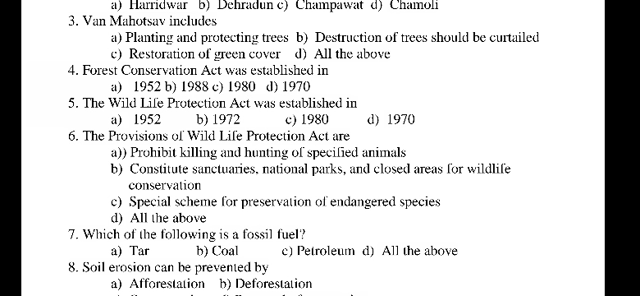 a) Harridwar b) Dehradun c) Champawat d) Chamoli
3. Van Mahotsav includes
a) Planting and protecting trees b) Destruction of trees should be curtailed
c) Restoration of green cover d) All the above
4. Forest Conservation Act was established in
a) 1952 b) 1988 c) 1980 d) 1970
5. The Wild Life Protection Act was established in
a) 1952 b) 1972 c) 1980 d) 1970
6. The Provisions of Wild Life Protection Act are
a)) Prohibit killing and hunting of specified animals
b) Constitute sanctuaries, national parks, and closed areas for wildlife
conservation
c) Special scheme for preservation of endangered species
d) All the above
7. Which of the following is a fossil fuel?
a) Tar b) Coal c) Petroleum d) All the above
8. Soil erosion can be prevented by
a) Afforestation b) Deforestation